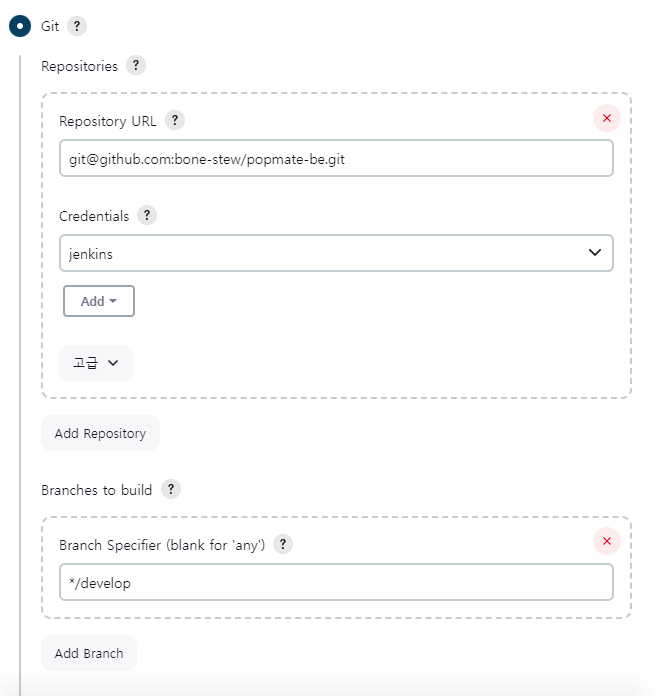 Git ?
Repositories ?
Repository URL ?
git@github.com:bone-stew/popmate-be.git
Credentials ?
jenkins
Add
고급
Add Repository
Branches to build ?
Branch Specifier (blank for 'any') ?
*/develop
Add Branch